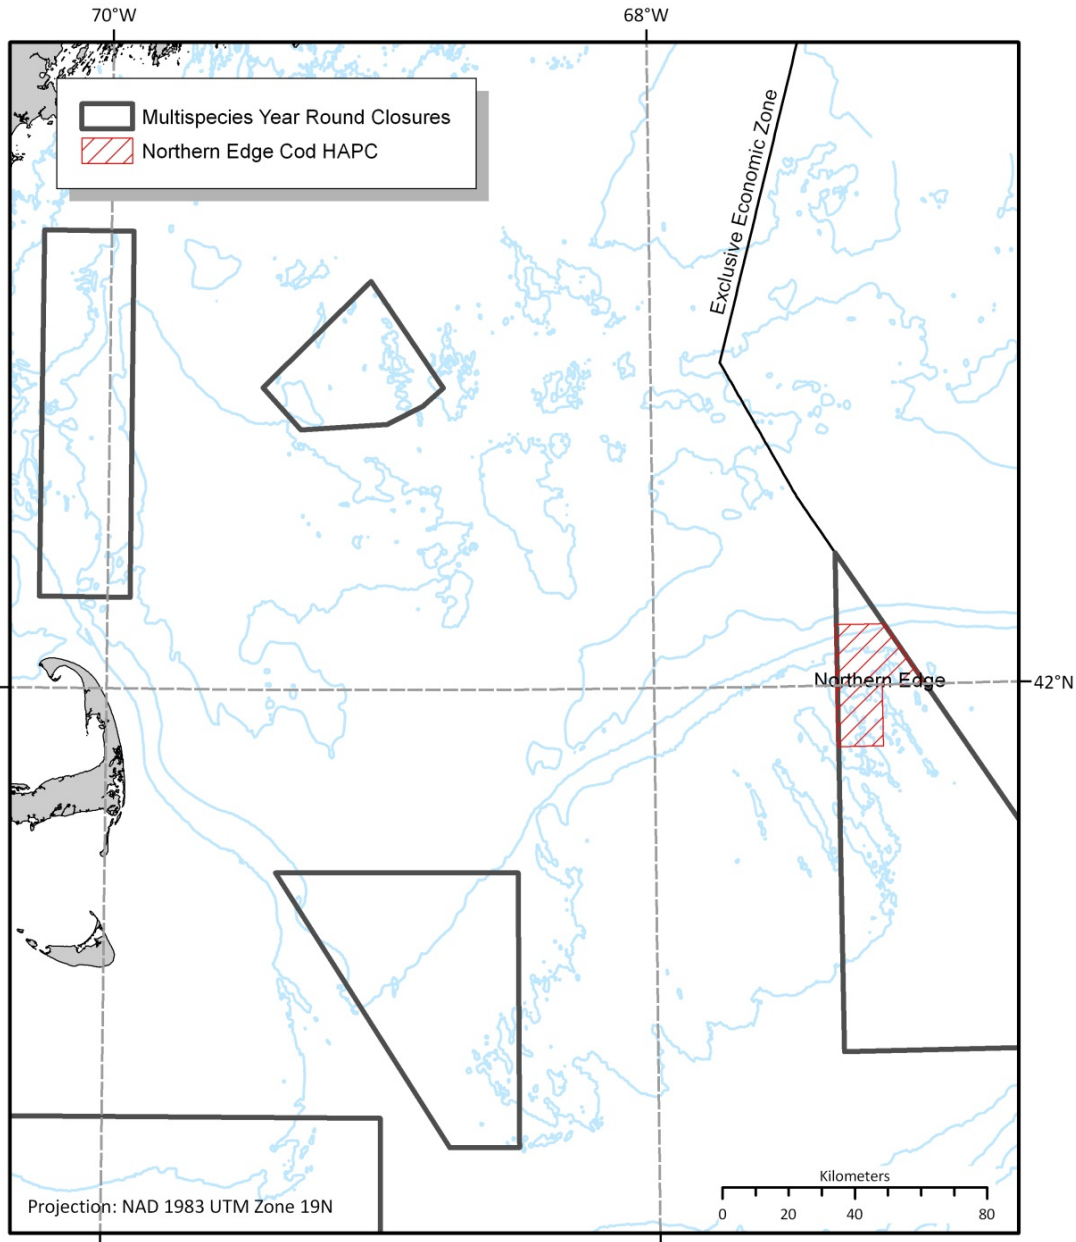 70°W
68°W
Multispecies Year Round Closures
Northern Edge Cod HAPC
Exclusive Economic Zone
Northern Edge
42°N
Kilometers
0 20 40 80
Projection: NAD 1983 UTM Zone 19N